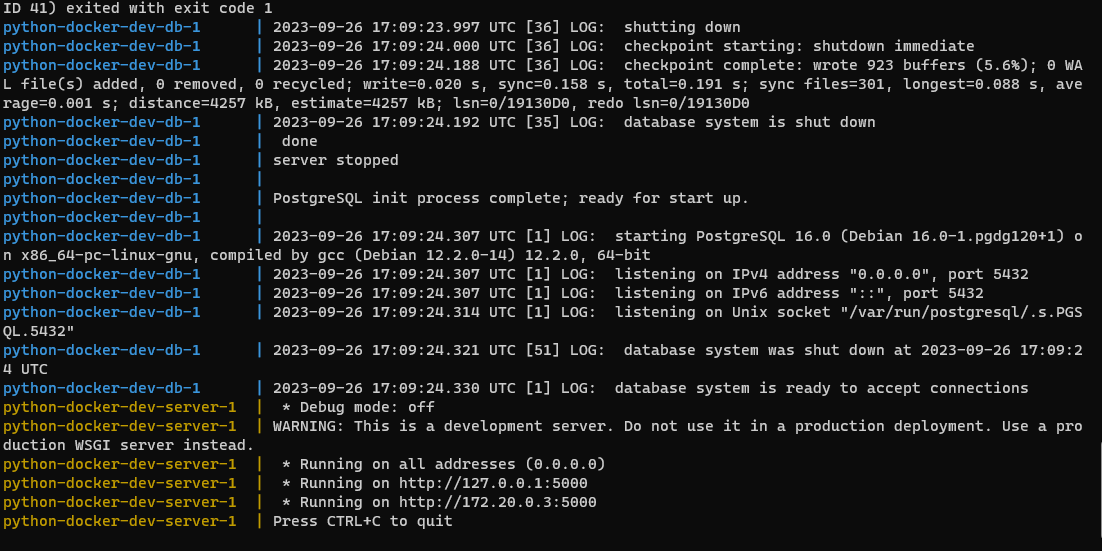 ID 41) exited with exit code 1
python-docker-dev-db-1      | 2023-09-26 17:09:23.997 UTC [36] LOG:  shutting down
python-docker-dev-db-1      | 2023-09-26 17:09:24.000 UTC [36] LOG:  checkpoint starting: shutdown immediate
python-docker-dev-db-1      | 2023-09-26 17:09:24.188 UTC [36] LOG:  checkpoint complete: wrote 923 buffers (5.6%); 0 WA
L file(s) added, 0 removed, 0 recycled; write=0.020 s, sync=0.158 s, total=0.191 s; sync files=301, longest=0.088 s, ave
rage=0.001 s; distance=4257 kB, estimate=4257 kB; lsn=0/19130D0, redo lsn=0/19130D0
python-docker-dev-db-1      | 2023-09-26 17:09:24.192 UTC [35] LOG:  database system is shut down
python-docker-dev-db-1      |  done
python-docker-dev-db-1      | server stopped
python-docker-dev-db-1      |
python-docker-dev-db-1      | PostgreSQL init process complete; ready for start up.
python-docker-dev-db-1      |
python-docker-dev-db-1      | 2023-09-26 17:09:24.307 UTC [1] LOG:  starting PostgreSQL 16.0 (Debian 16.0-1.pgdg120+1) o
n x86_64-pc-linux-gnu, compiled by gcc (Debian 12.2.0-14) 12.2.0, 64-bit
python-docker-dev-db-1      | 2023-09-26 17:09:24.307 UTC [1] LOG:  listening on IPv4 address "0.0.0.0", port 5432
python-docker-dev-db-1      | 2023-09-26 17:09:24.307 UTC [1] LOG:  listening on IPv6 address "::", port 5432
python-docker-dev-db-1      | 2023-09-26 17:09:24.314 UTC [1] LOG:  listening on Unix socket "/var/run/postgresql/.s.PGS
QL.5432"
python-docker-dev-db-1      | 2023-09-26 17:09:24.321 UTC [51] LOG:  database system was shut down at 2023-09-26 17:09:2
4 UTC
python-docker-dev-db-1      | 2023-09-26 17:09:24.330 UTC [1] LOG:  database system is ready to accept connections
python-docker-dev-server-1  |  * Debug mode: off
python-docker-dev-server-1  | WARNING: This is a development server. Do not use it in a production deployment. Use a pro
duction WSGI server instead.
python-docker-dev-server-1  |  * Running on all addresses (0.0.0.0)
python-docker-dev-server-1  |  * Running on http://127.0.0.1:5000
python-docker-dev-server-1  |  * Running on http://172.20.0.3:5000
python-docker-dev-server-1  | Press CTRL+C to quit